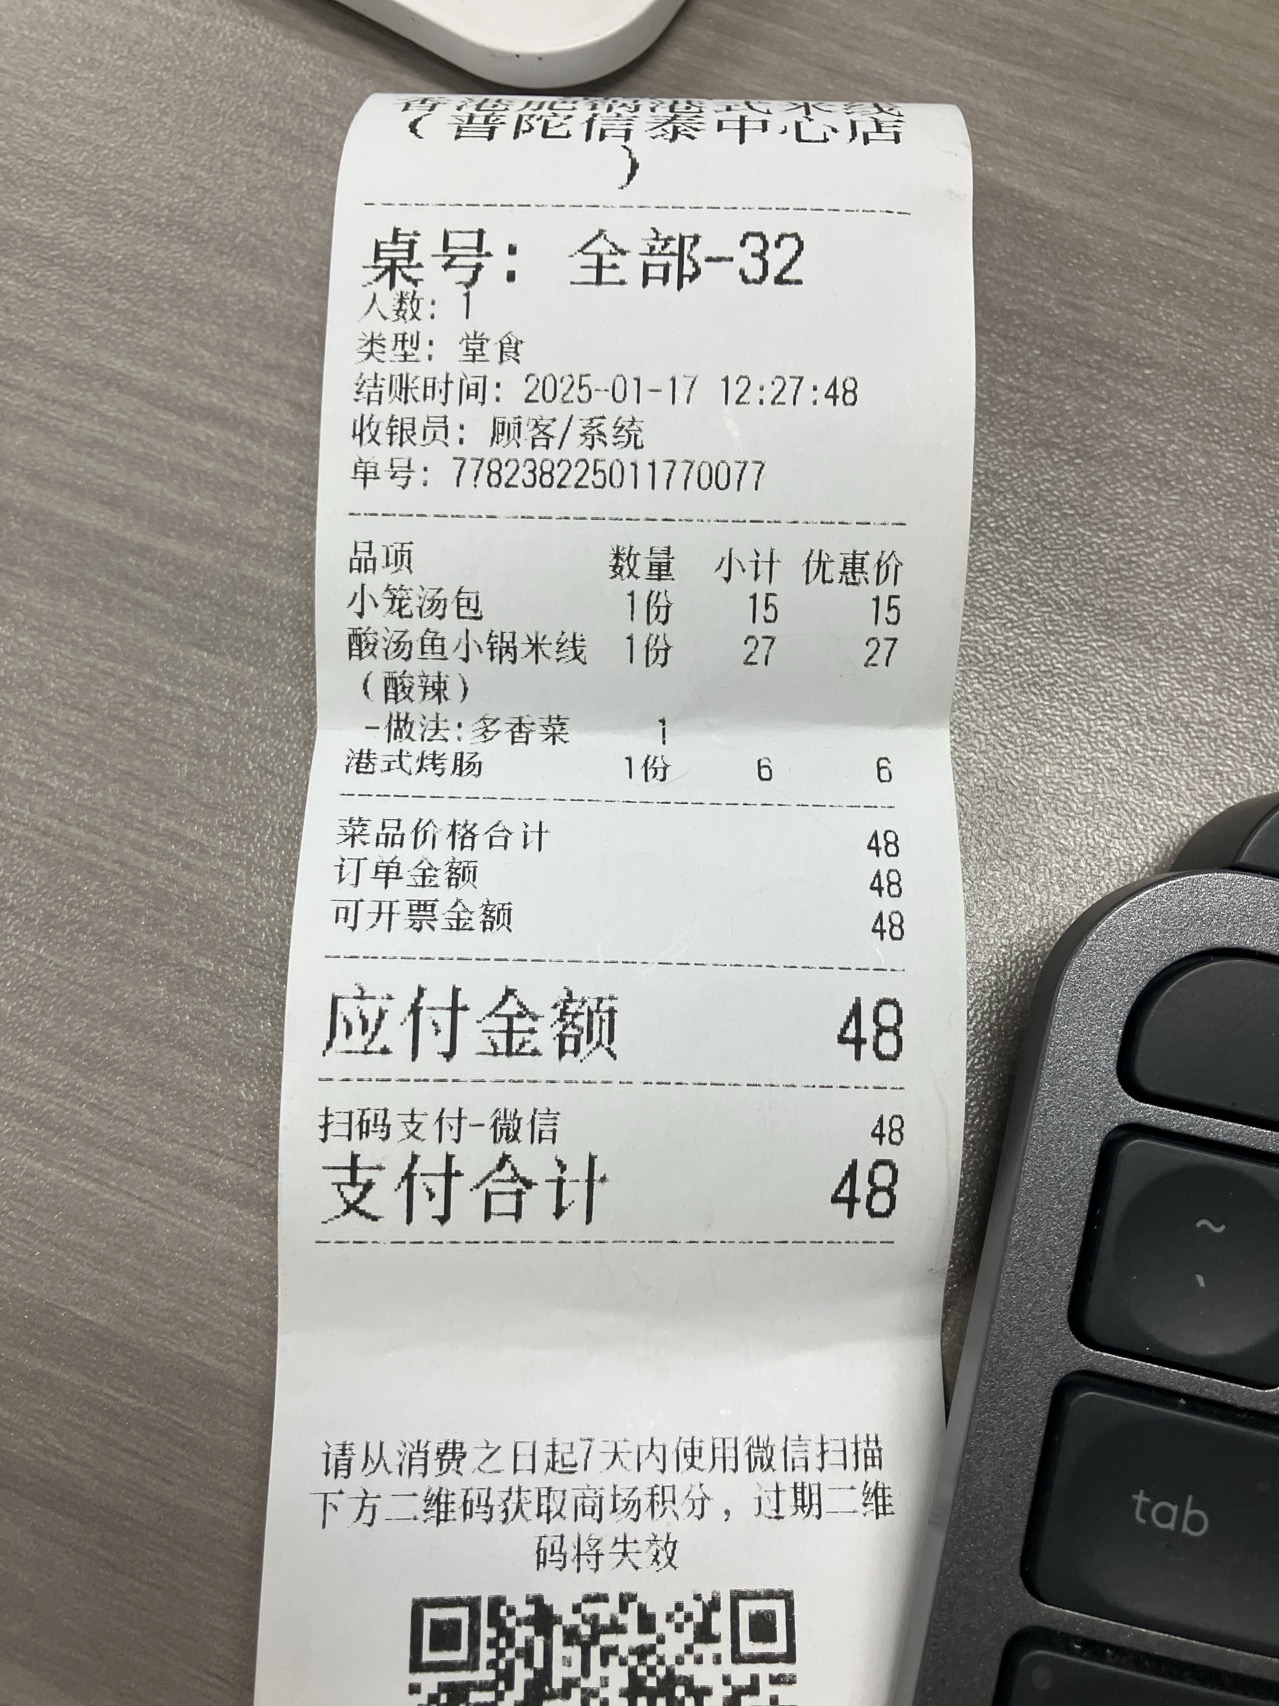 香港肥锅港式米线
(普陀信泰中心店
)
桌号: 全部-32
人数: 1
类型: 堂食
结账时间: 2025-01-17 12:27:48
收银员: 顾客/系统
单号: 778238225011770077
品项 数量 小计 优惠价
小笼汤包 1份 15 15
酸汤鱼小锅米线 1份 27 27
(酸辣)
-做法:多香菜 1
港式烤肠 1份 6 6
菜品价格合计 48
订单金额 48
可开票金额 48
应付金额 48
扫码支付-微信 48
支付合计 48
请从消费之日起7天内使用微信扫描
下方二维码获取商场积分, 过期二维
码将失效
~
`
tab